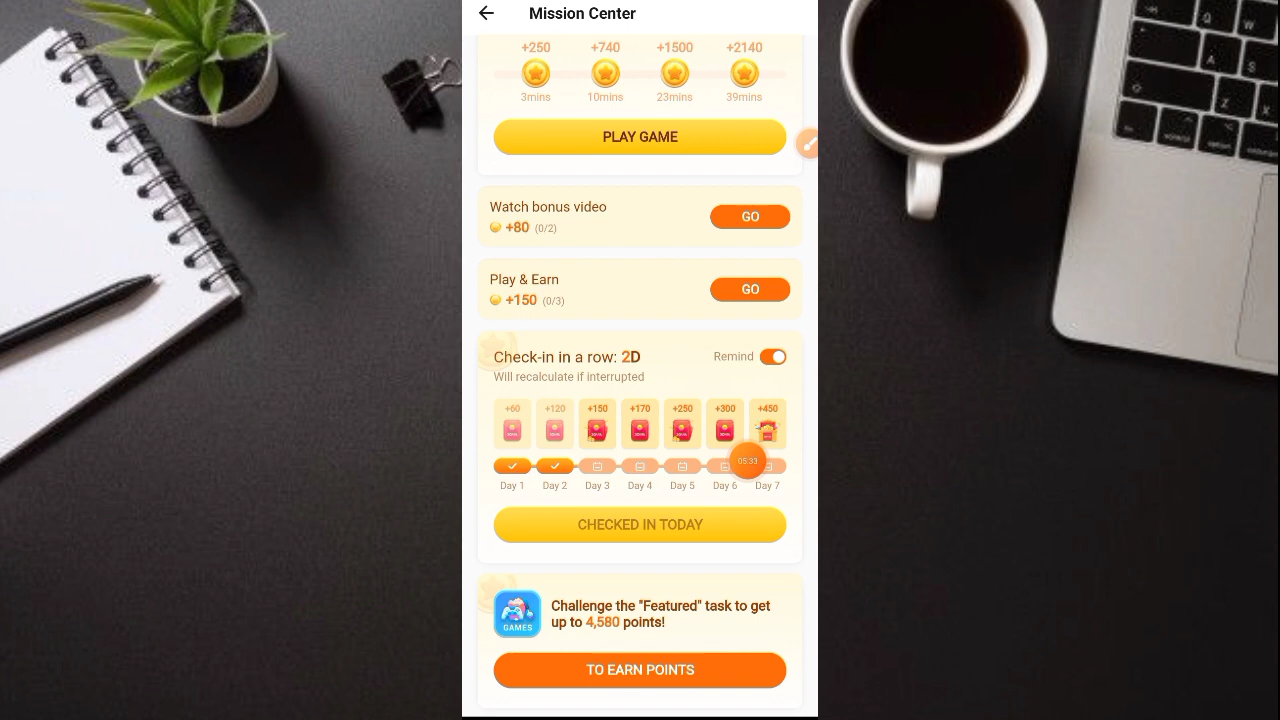 Mission Center
+250 +740 +1500 +2140
3mins 10mins 23mins 39mins
PLAY GAME
Watch bonus video
+80 (0/2)
GO
Play & Earn
+150 (0/3)
GO
Check-in in a row: 2D
Remind
Will recalculate if interrupted
+60 +120 +150 +170 +250 +300 +450
05:33
Day 1 Day 2 Day 3 Day 4 Day 5 Day 6 Day 7
CHECKED IN TODAY
GAMES
Challenge the "Featured" task to get
up to 4,580 points!
TO EARN POINTS